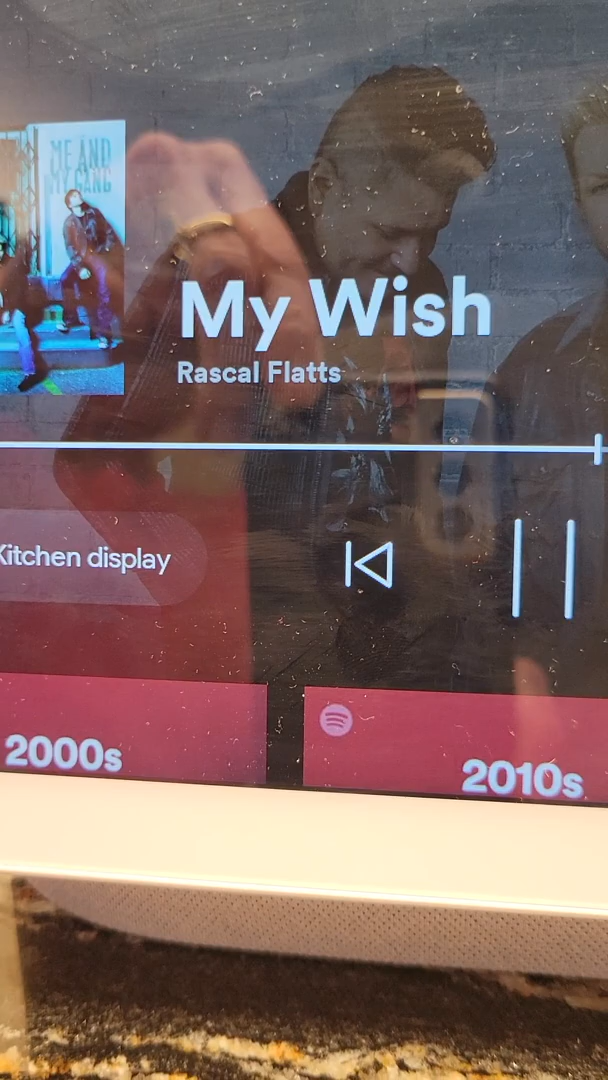 ME AND
MY GANG
My Wish
Rascal Flatts
Kitchen display
2000s
2010s